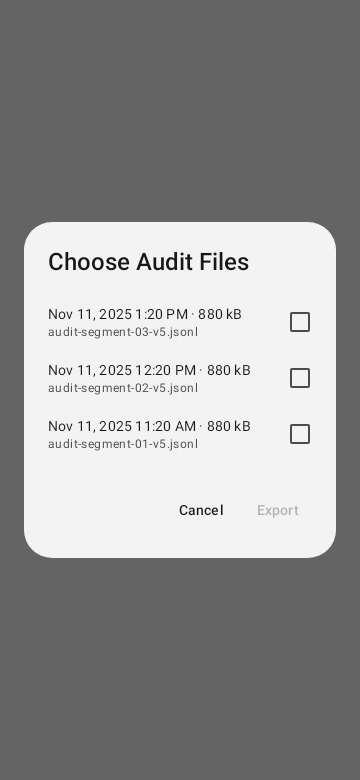 Choose Audit Files
Nov 11, 2025 1:20 PM · 880 kB
audit-segment-03-v5.jsonl
Nov 11, 2025 12:20 PM · 880 kB
audit-segment-02-v5.jsonl
Nov 11, 2025 11:20 AM · 880 kB
audit-segment-01-v5.jsonl
Cancel Export